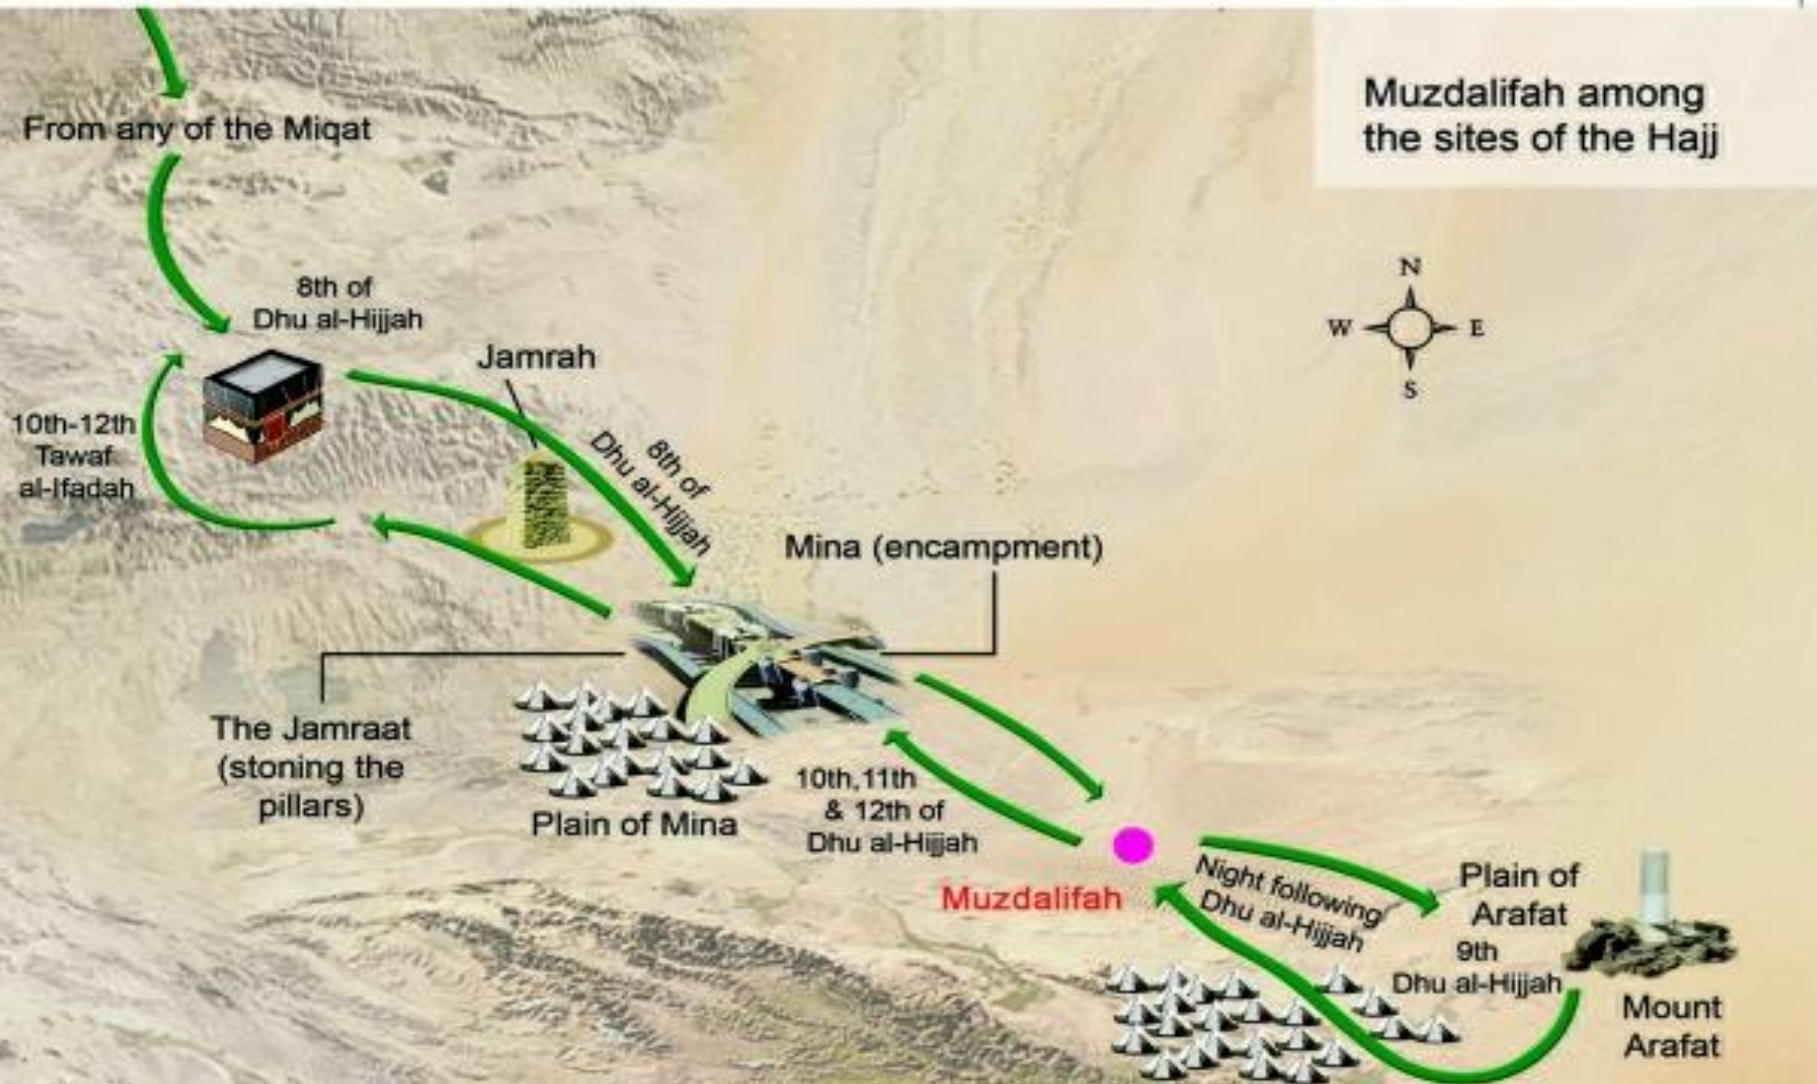 Muzdalifah among
the sites of the Hajj
From any of the Miqat
N
W
E
S
8th of
Dhu al-Hijjah
Jamrah
10th-12th
Tawaf
al-Ifadah
8th of
Dhu al-Hijjah
Mina (encampment)
The Jamraat
(stoning the
pillars)
Plain of Mina
10th,11th
& 12th of
Dhu al-Hijjah
Muzdalifah
Night following
Dhu al-Hijjah
Plain of
Arafat
9th
Dhu al-Hijjah
Mount
Arafat